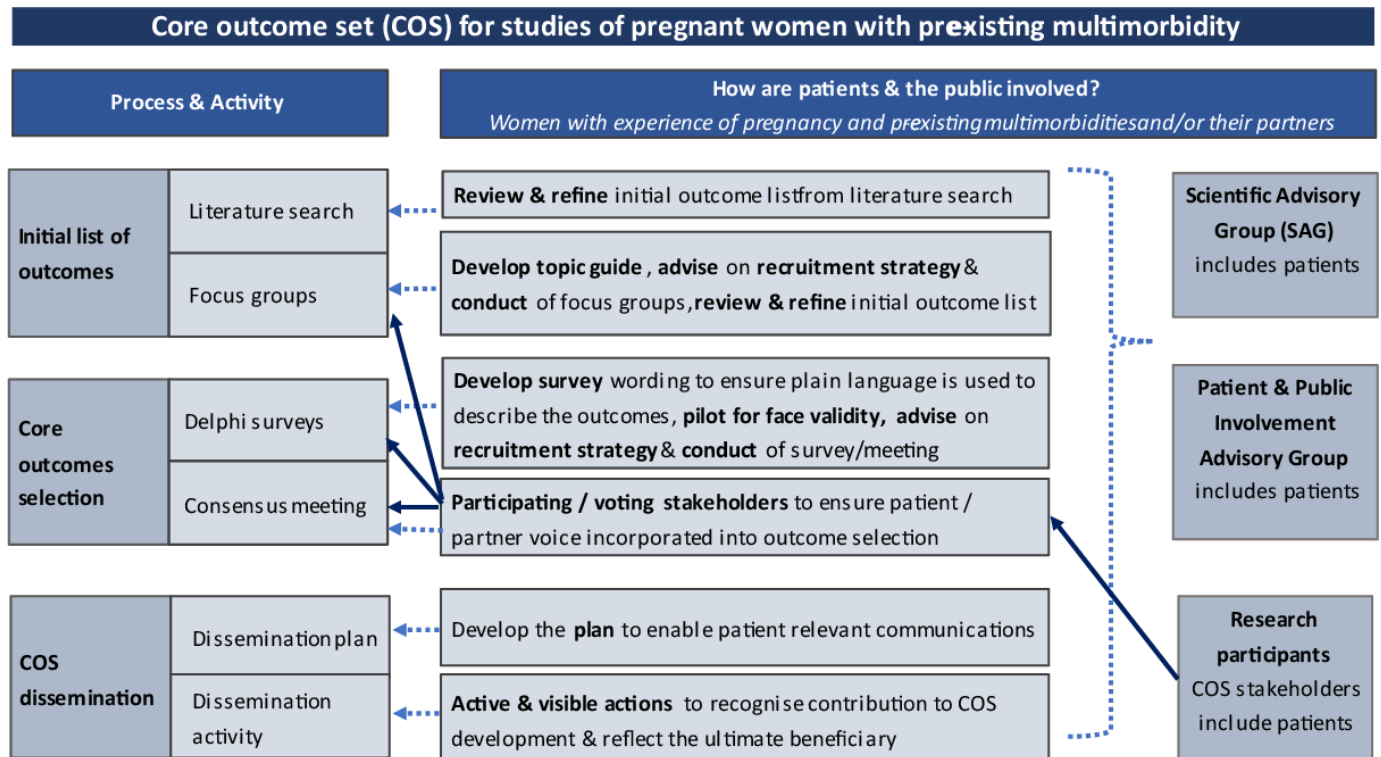 Core outcome set (COS) for studies of pregnant women with prexisting multimorbidity
Process & Activity
How are patients & the public involved?
Women with experience of pregnancy and prexisting multimorbidities and/or their partners
Initial list of
outcomes
Literature search
Focus groups
Review & refine initial outcome list from literature search
Develop topic guide , advise on recruitment strategy &
conduct of focus groups, review & refine initial outcome list
Core
outcomes
selection
Delphi surveys
Consensus meeting
Develop survey wording to ensure plain language is used to
describe the outcomes, pilot for face validity, advise on
recruitment strategy & conduct of survey/meeting
Participating / voting stakeholders to ensure patient /
partner voice incorporated into outcome selection
COS
dissemination
Dissemination plan
Dissemination
activity
Develop the plan to enable patient relevant communications
Active & visible actions to recognise contribution to COS
development & reflect the ultimate beneficiary
Scientific Advisory
Group (SAG)
includes patients
Patient & Public
Involvement
Advisory Group
includes patients
Research
participants
COS stakeholders
include patients